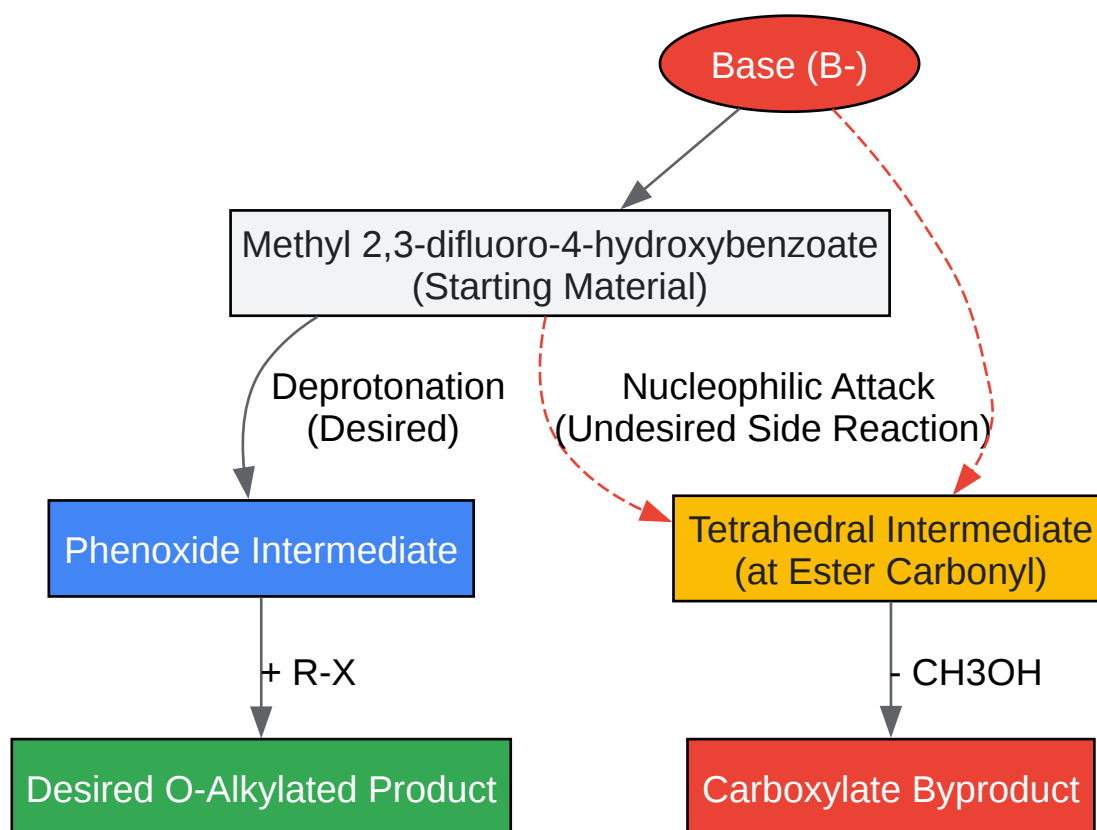 Base (B-)
Methyl 2,3-difluoro-4-hydroxybenzoate
(Starting Material)
Deprotonation
(Desired)
Nucleophilic Attack
(Undesired Side Reaction)
Phenoxide Intermediate
Tetrahedral Intermediate
(at Ester Carbonyl)
+ R-X
- CH3OH
Desired O-Alkylated Product
Carboxylate Byproduct